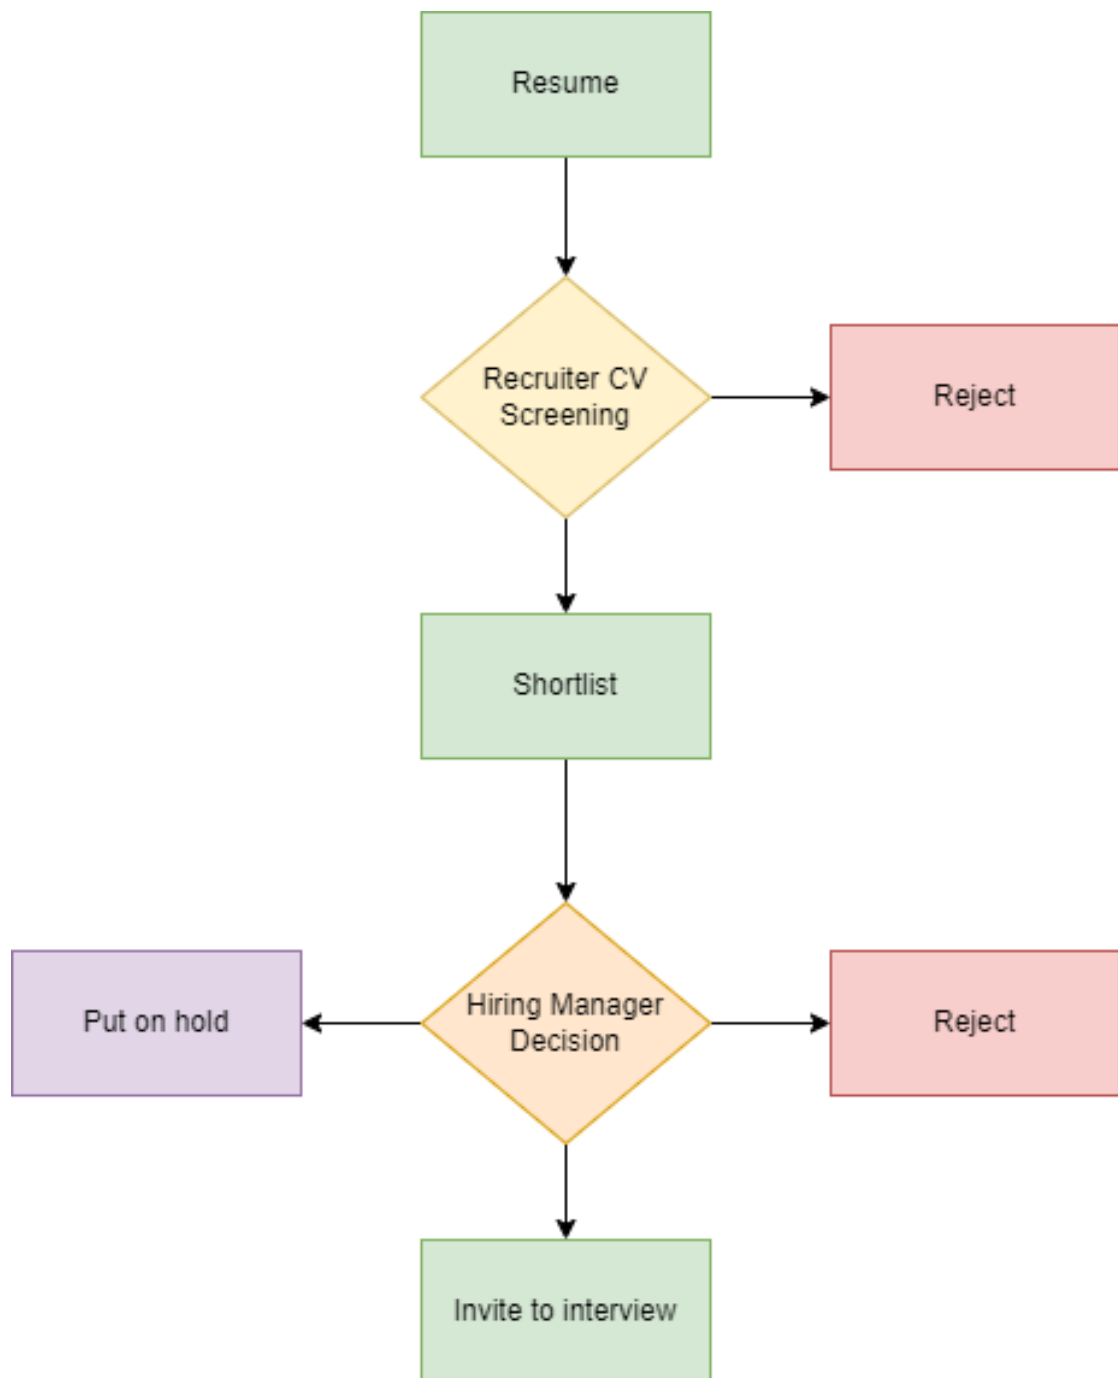 Resume
Recruiter CV
Screening
Reject
Shortlist
Put on hold
Hiring Manager
Decision
Reject
Invite to interview